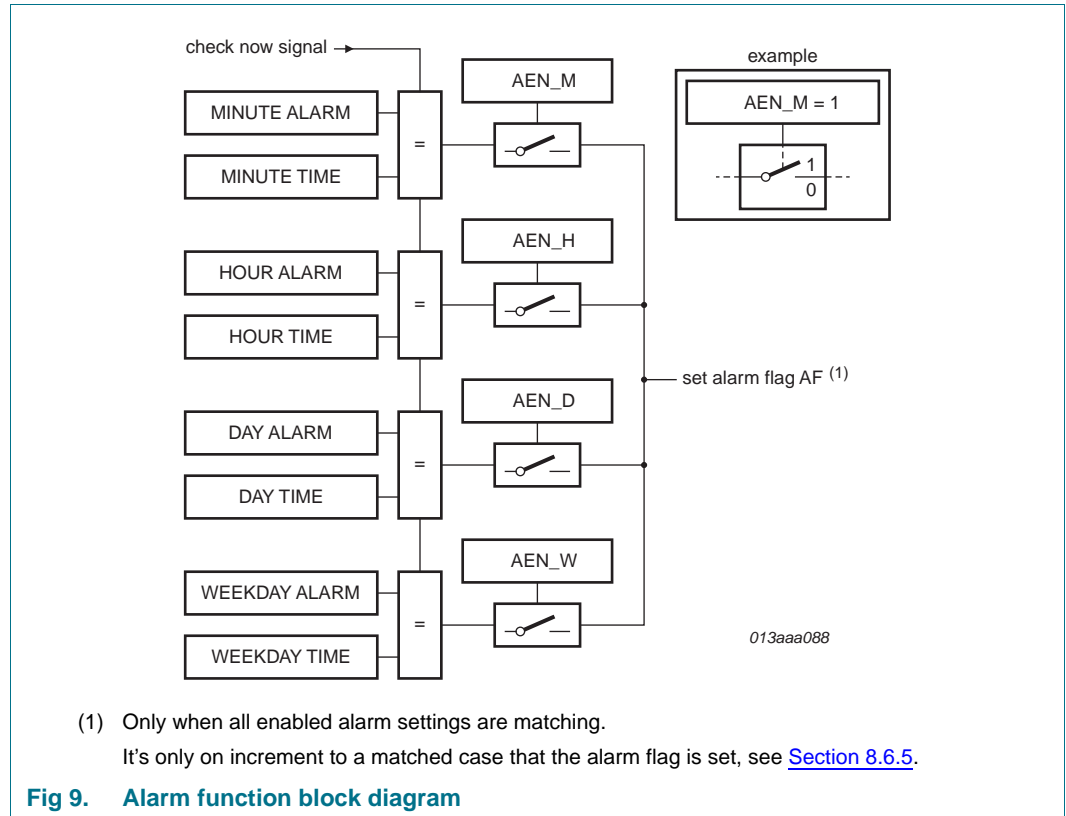 check now signal
example
AEN_M
AEN_M = 1
MINUTE ALARM
=
1
MINUTE TIME
0
AEN_H
HOUR ALARM
=
HOUR TIME
set alarm flag AF (1)
AEN_D
DAY ALARM
=
DAY TIME
AEN_W
WEEKDAY ALARM
=
013aaa088
WEEKDAY TIME
(1) Only when all enabled alarm settings are matching.
It's only on increment to a matched case that the alarm flag is set, see Section 8.6.5.
Fig 9. Alarm function block diagram